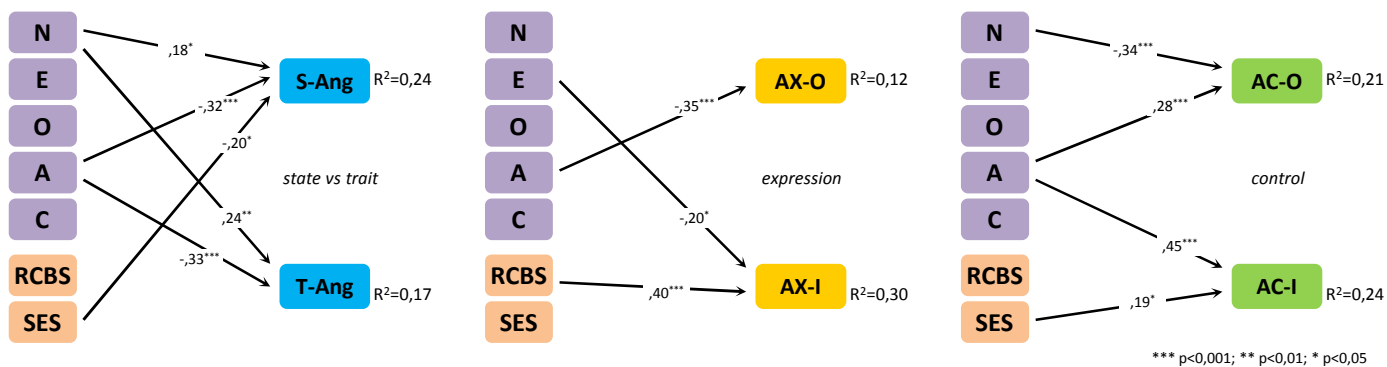 N
E
O
A
C
RCBS
SES
,18*
-,32***
-,20*
,24**
-,33***
S-Ang R²=0,24
state vs trait
T-Ang R²=0,17
N
E
O
A
C
RCBS
SES
-,35***
-,20*
,40***
AX-O R²=0,12
expression
AX-I R²=0,30
N
E
O
A
C
RCBS
SES
-,34***
,28***
,45***
,19*
AC-O R²=0,21
control
AC-I R²=0,24
*** p<0,001; ** p<0,01; * p<0,05